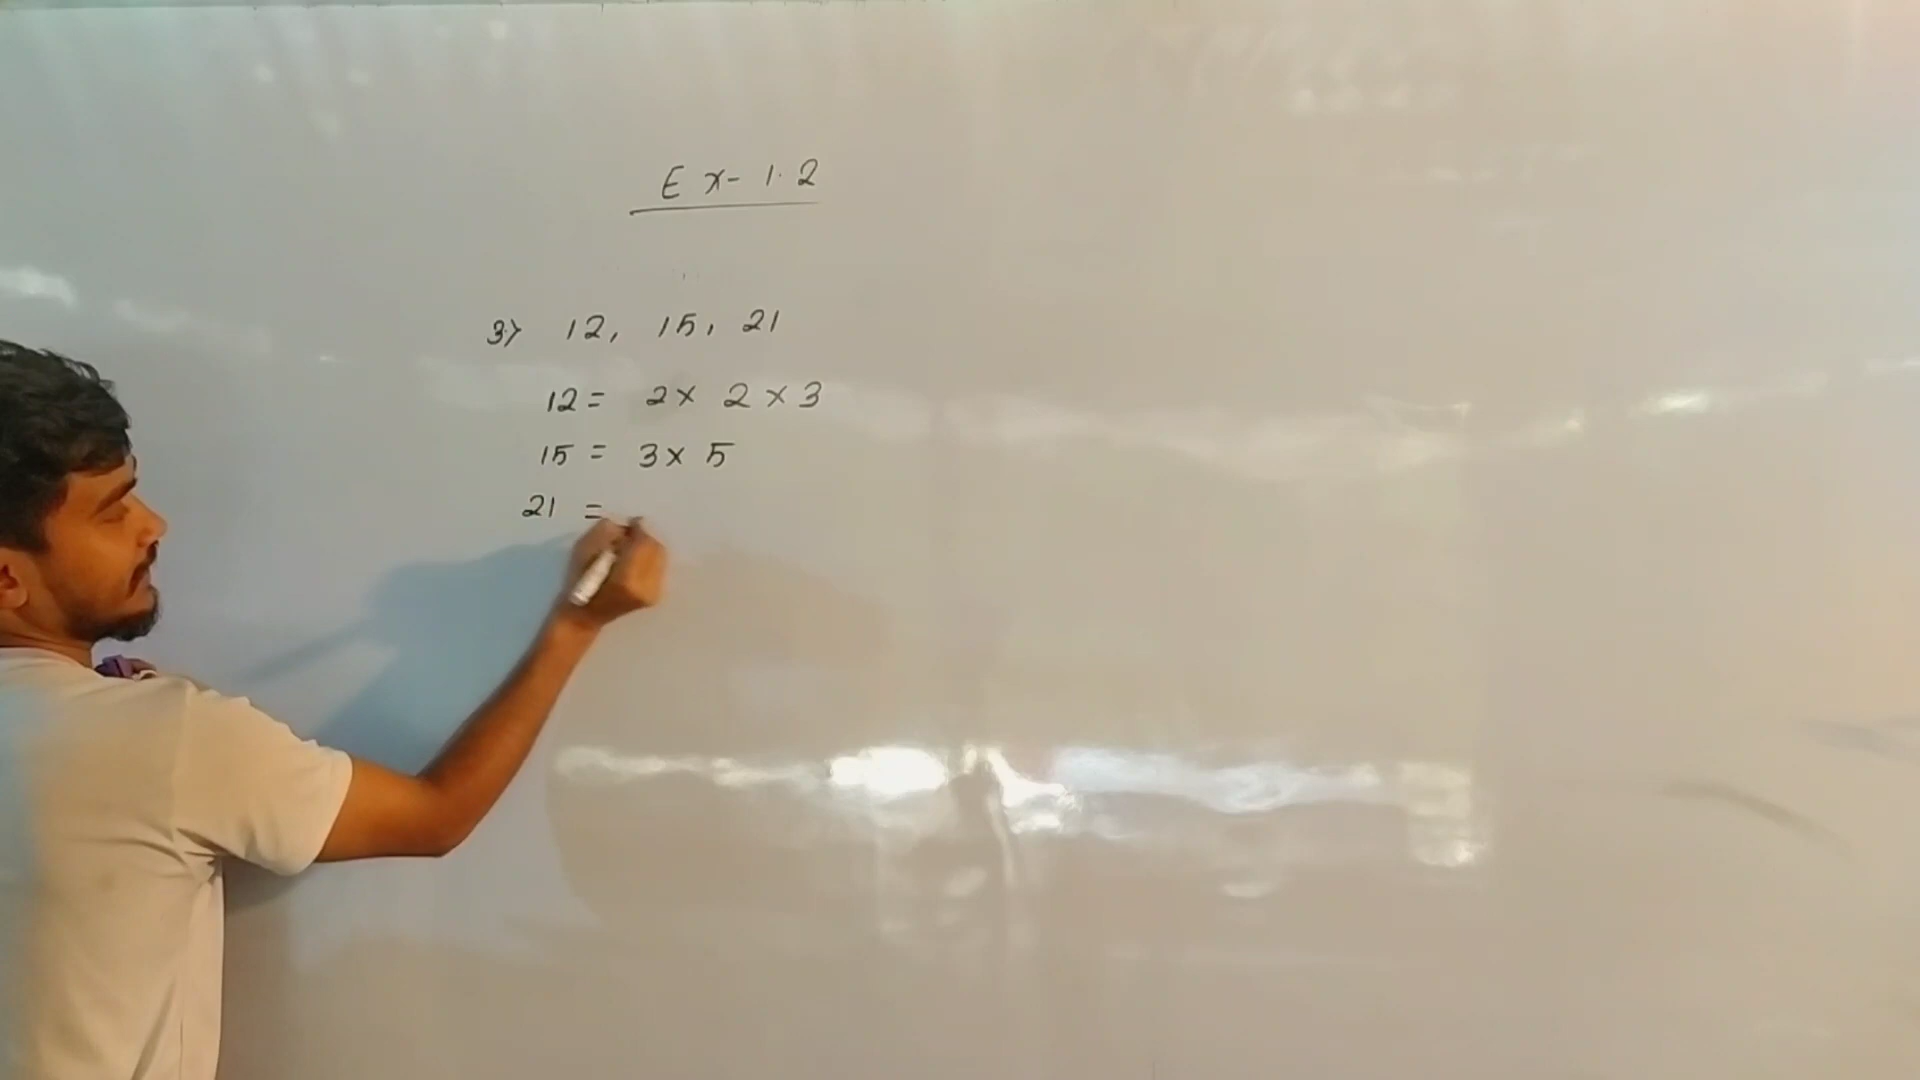 Ex- 1.2
3) 12, 15, 21
12 = 2 x 2 x 3
15 = 3 x 5
21 =